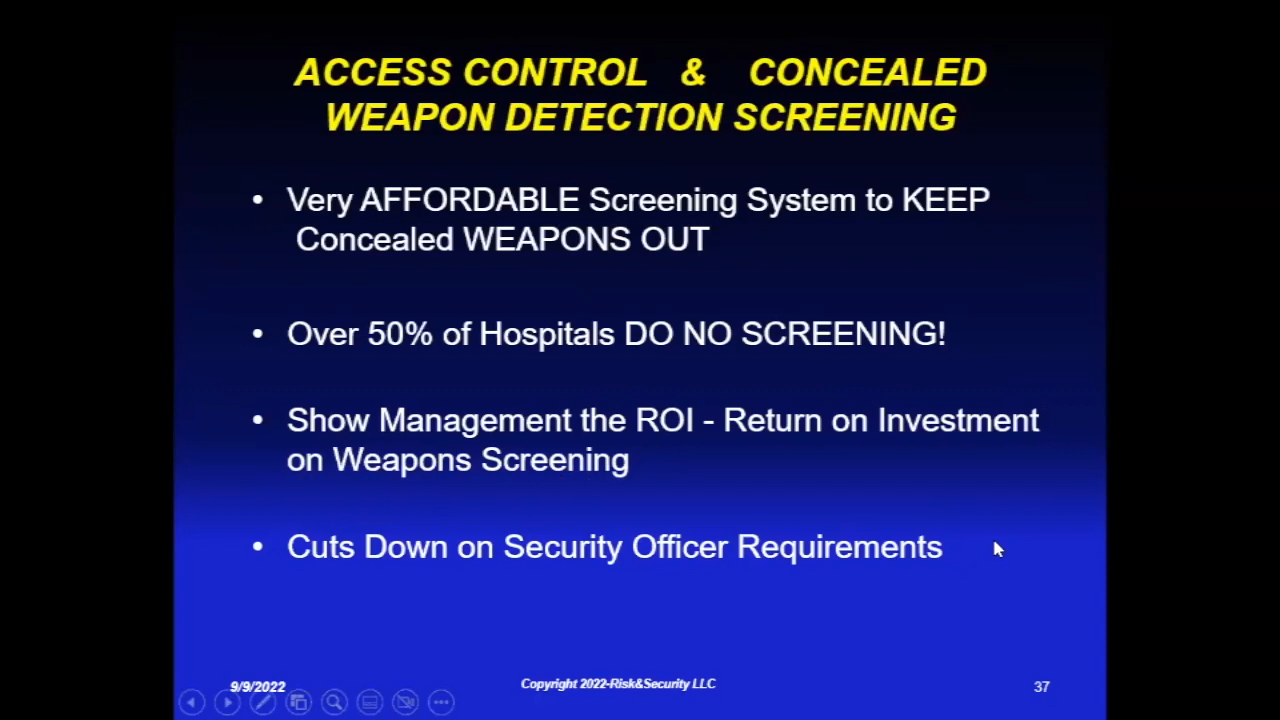 ACCESS CONTROL & CONCEALED
WEAPON DETECTION SCREENING
• Very AFFORDABLE Screening System to KEEP
Concealed WEAPONS OUT
• Over 50% of Hospitals DO NO SCREENING!
• Show Management the ROI - Return on Investment
on Weapons Screening
• Cuts Down on Security Officer Requirements
9/9/2022
Copyright 2022-Risk&Security LLC
37